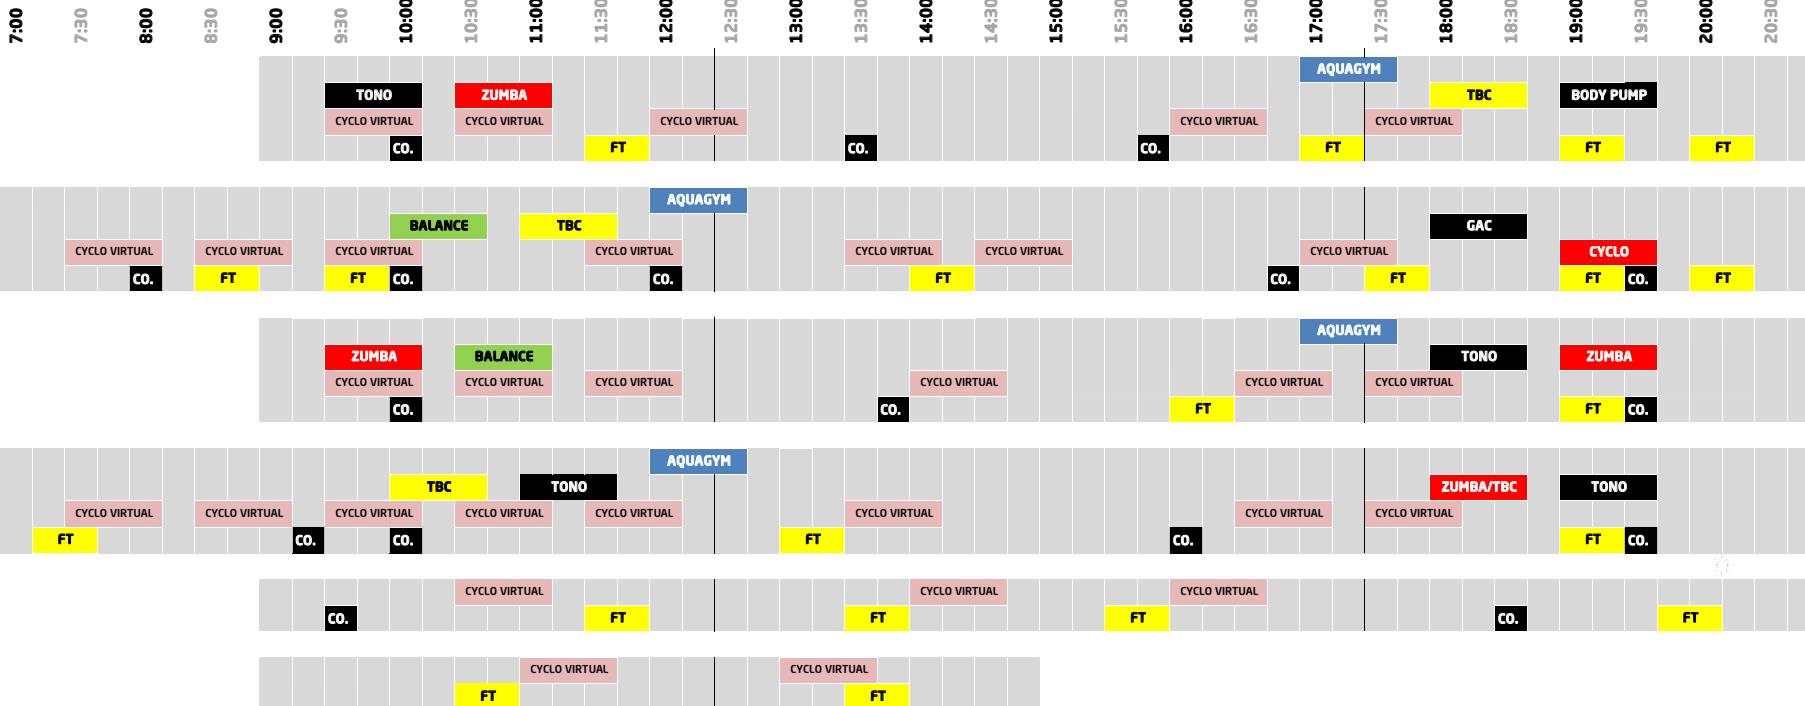 7:00 7:30 8:00 8:30 9:00 9:30 10:00 10:30 11:00 11:30 12:00 12:30 13:00 13:30 14:00 14:30 15:00 15:30 16:00 16:30 17:00 17:30 18:00 18:30 19:00 19:30 20:00 20:30
AQUAGYM
TONO ZUMBA TBC BODY PUMP
CYCLO VIRTUAL CYCLO VIRTUAL CYCLO VIRTUAL CYCLO VIRTUAL CYCLO VIRTUAL
CO. FT CO. CO. FT FT FT
AQUAGYM
BALANCE TBC GAC
CYCLO VIRTUAL CYCLO VIRTUAL CYCLO VIRTUAL CYCLO VIRTUAL CYCLO VIRTUAL CYCLO VIRTUAL CYCLO VIRTUAL CYCLO
CO. FT FT CO. CO. FT CO. FT FT CO. FT
AQUAGYM
ZUMBA BALANCE TONO ZUMBA
CYCLO VIRTUAL CYCLO VIRTUAL CYCLO VIRTUAL CYCLO VIRTUAL CYCLO VIRTUAL CYCLO VIRTUAL
CO. CO. FT FT CO.
AQUAGYM
TBC TONO ZUMBA/TBC TONO
CYCLO VIRTUAL CYCLO VIRTUAL CYCLO VIRTUAL CYCLO VIRTUAL CYCLO VIRTUAL CYCLO VIRTUAL CYCLO VIRTUAL CYCLO VIRTUAL
FT CO. CO. FT CO. FT CO.
CYCLO VIRTUAL CYCLO VIRTUAL CYCLO VIRTUAL
CO. FT FT FT CO. FT
CYCLO VIRTUAL CYCLO VIRTUAL
FT FT